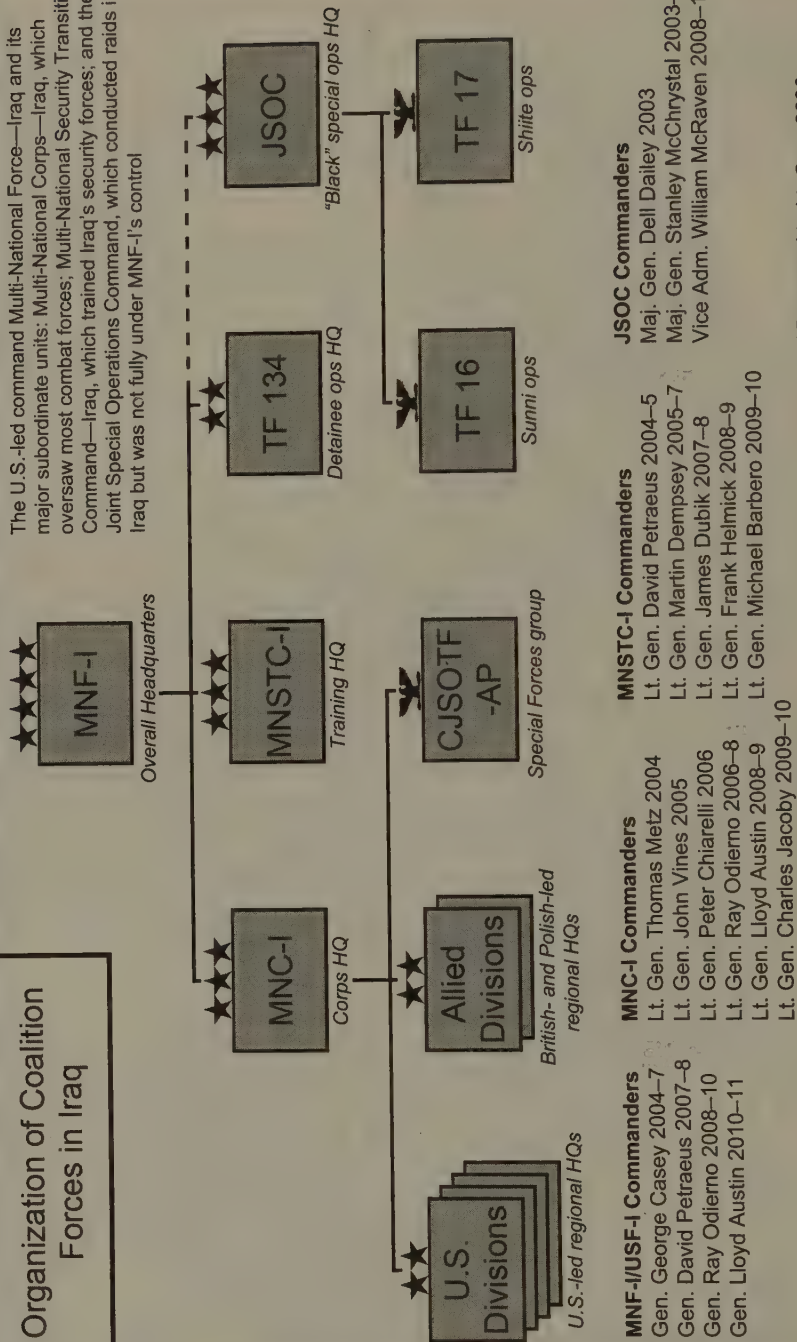 Organization of Coalition
Forces in Iraq
The U.S.-led command Multi-National Force—Iraq and its
major subordinate units: Multi-National Corps—Iraq, which
oversaw most combat forces; Multi-National Security
Command—Iraq, which trained Iraq's security forces; and the
Joint Special Operations Command, which conducted raids
Iraq but was not fully under MNF-I's control
MNF-I
Overall Headquarters
MNC-I
Corps HQ
MNSTC-I
Training HQ
TF 134
Detainee ops HQ
JSOC
"Black" special ops HQ
U.S.
Divisions
U.S.-led regional HQs
Allied
Divisions
British- and Polish-led
regional HQs
CJSOTF
-AP
Special Forces group
TF 16
Sunni ops
TF 17
Shiite ops
MNF-I/USF-I Commanders
Gen. George Casey 2004–7
Gen. David Petraeus 2007–8
Gen. Ray Odierno 2008–10
Gen. Lloyd Austin 2010–11
MNC-I Commanders
Lt. Gen. Thomas Metz 2004
Lt. Gen. John Vines 2005
Lt. Gen. Peter Chiarelli 2006
Lt. Gen. Ray Odierno 2006–8
Lt. Gen. Lloyd Austin 2008–9
Lt. Gen. Charles Jacoby 2009–10
MNSTC-I Commanders
Lt. Gen. David Petraeus 2004–5
Lt. Gen. Martin Dempsey 2005–7
Lt. Gen. James Dubik 2007–8
Lt. Gen. Frank Helmick 2008–9
Lt. Gen. Michael Barbero 2009–10
JSOC Commanders
Maj. Gen. Dell Dailey 2003
Maj. Gen. Stanley McChrystal 2003–
Vice Adm. William McRaven 2008–1